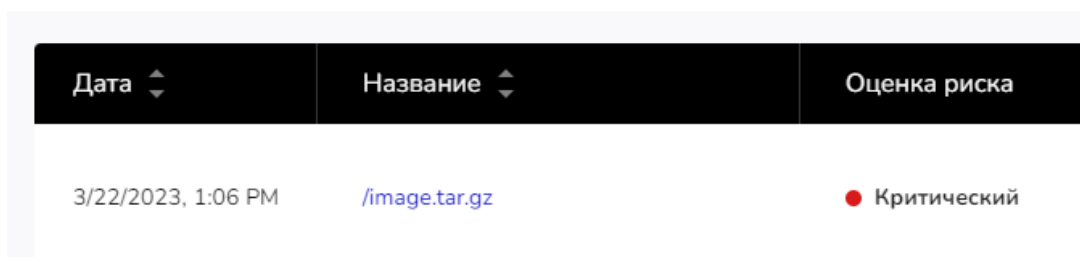 Дата Название Оценка риска
3/22/2023, 1:06 PM /image.tar.gz Критический